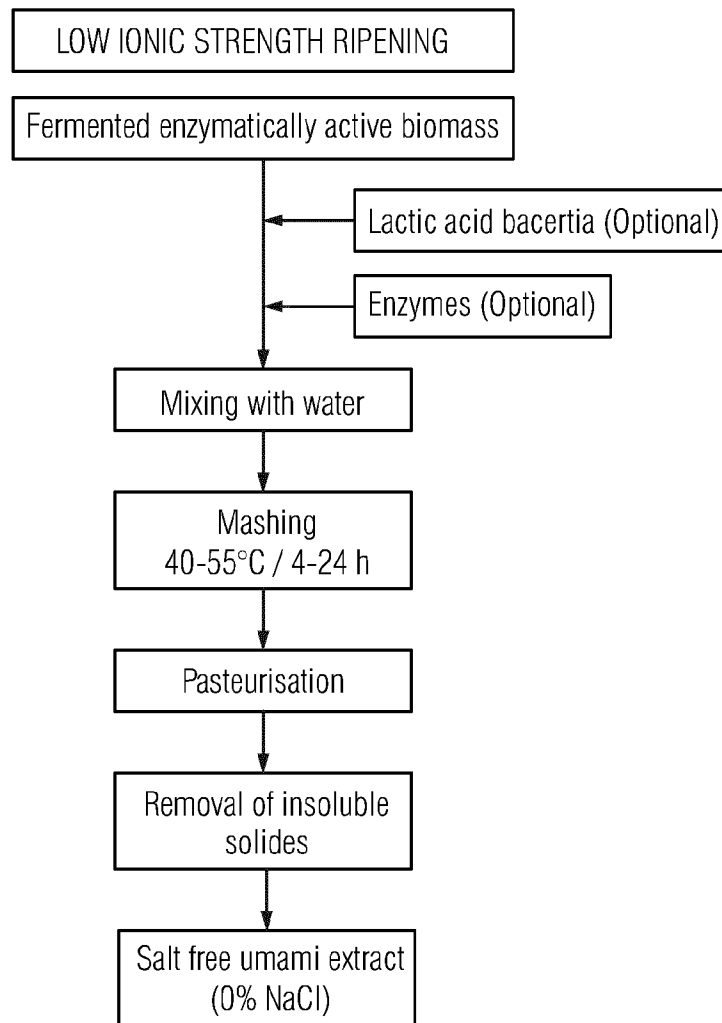 LOW IONIC STRENGTH RIPENING
Fermented enzymatically active biomass
Lactic acid bacertia (Optional)
Enzymes (Optional)
Mixing with water
Mashing
40-55°C / 4-24 h
Pasteurisation
Removal of insoluble
solides
Salt free umami extract
(0% NaCl)